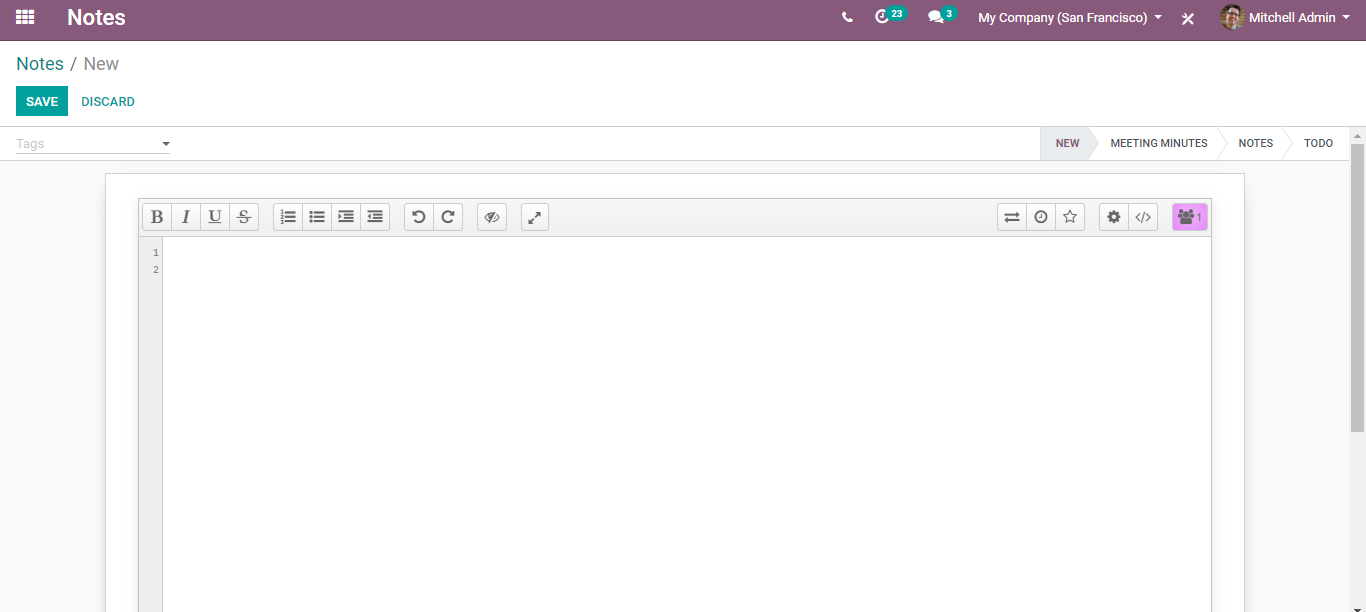 Notes 23 3 My Company (San Francisco) Mitchell Admin
Notes / New
SAVE DISCARD
Tags NEW MEETING MINUTES NOTES TODO
B I U S 1
1
2